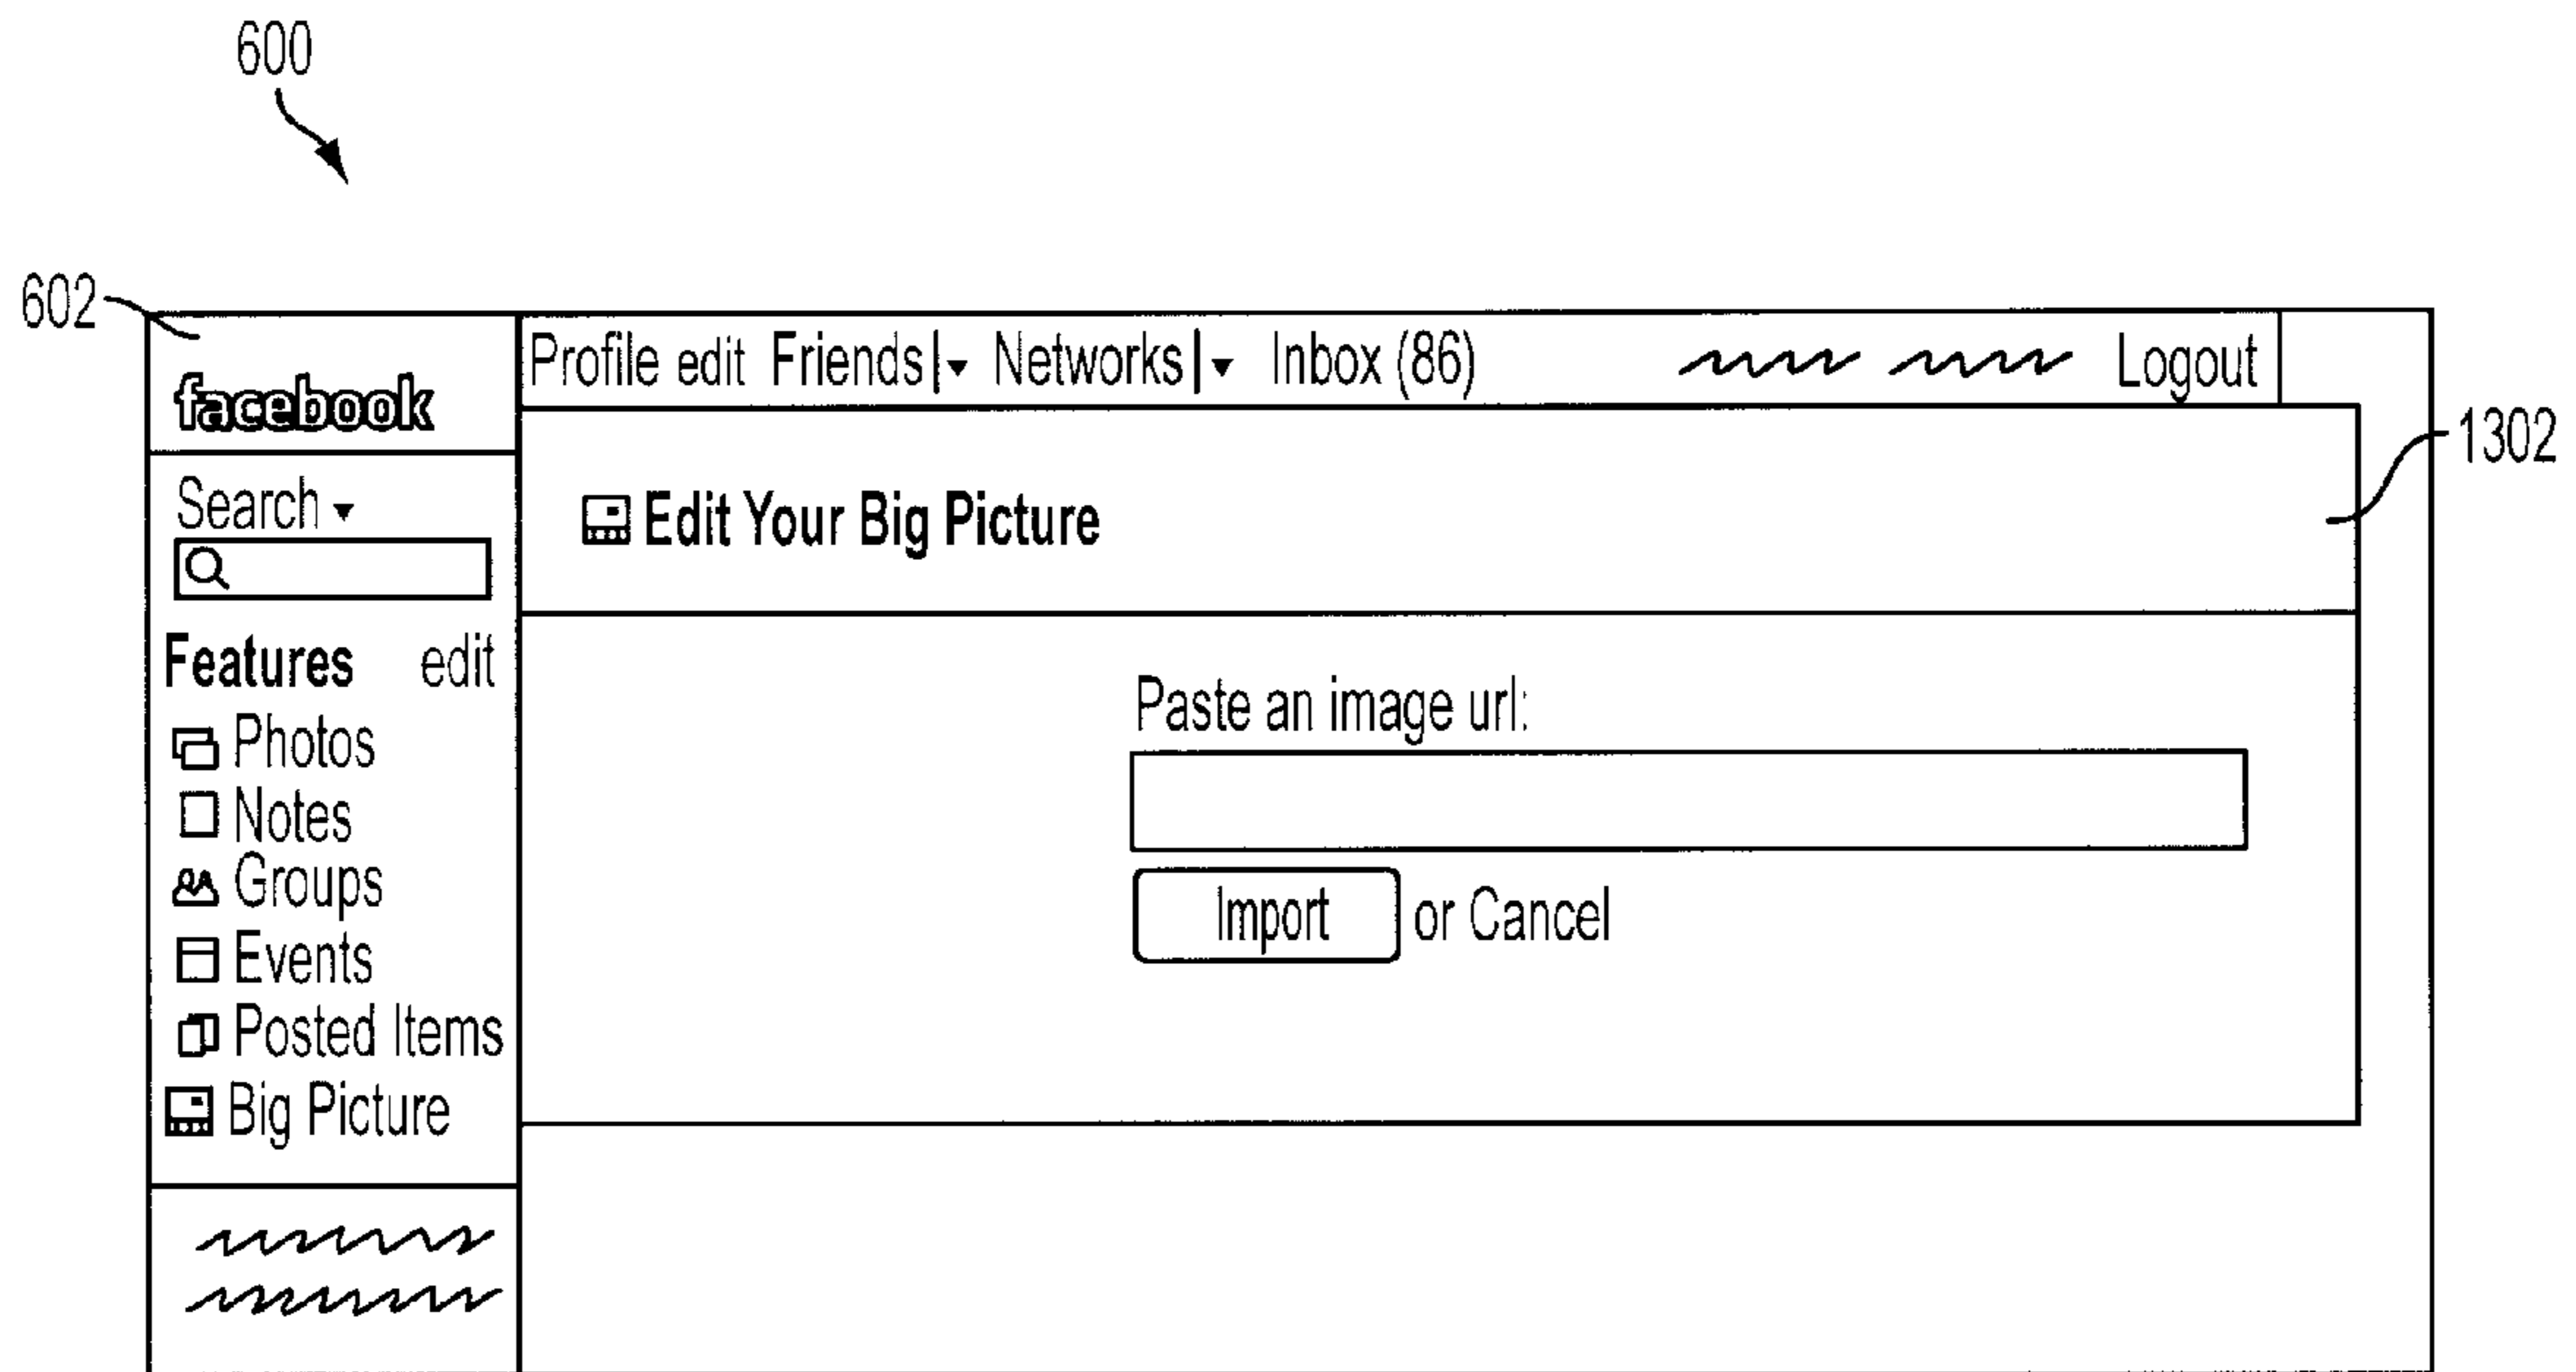 600
602
facebook
Profile edit Friends Networks Inbox (86) Logout
1302
Search
Edit Your Big Picture
Features edit
Photos
Notes
Groups
Events
Posted Items
Big Picture
Paste an image url:
Import or Cancel